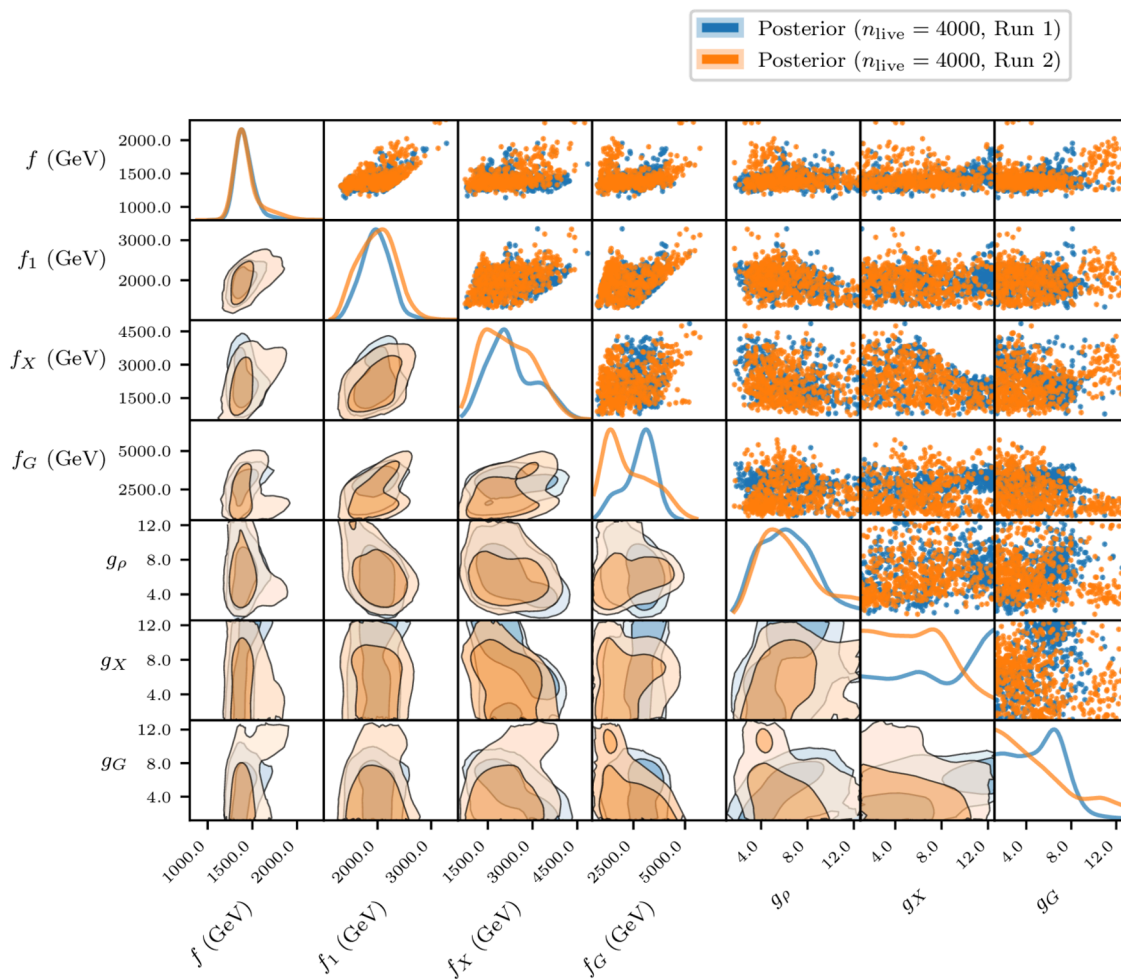 Posterior (n_live = 4000, Run 1)
Posterior (n_live = 4000, Run 2)
f (GeV)
2000.0
1500.0
1000.0
f_1 (GeV)
3000.0
2000.0
f_X (GeV)
4500.0
3000.0
1500.0
f_G (GeV)
5000.0
2500.0
g_ρ
12.0
8.0
4.0
g_X
12.0
8.0
4.0
g_G
12.0
8.0
4.0
1000.0 1500.0 2000.0 2000.0 3000.0 1500.0 3000.0 4500.0 2500.0 5000.0 4.0 8.0 12.0 4.0 8.0 12.0 4.0 8.0 12.0
f (GeV) f_1 (GeV) f_X (GeV) f_G (GeV) g_ρ g_X g_G